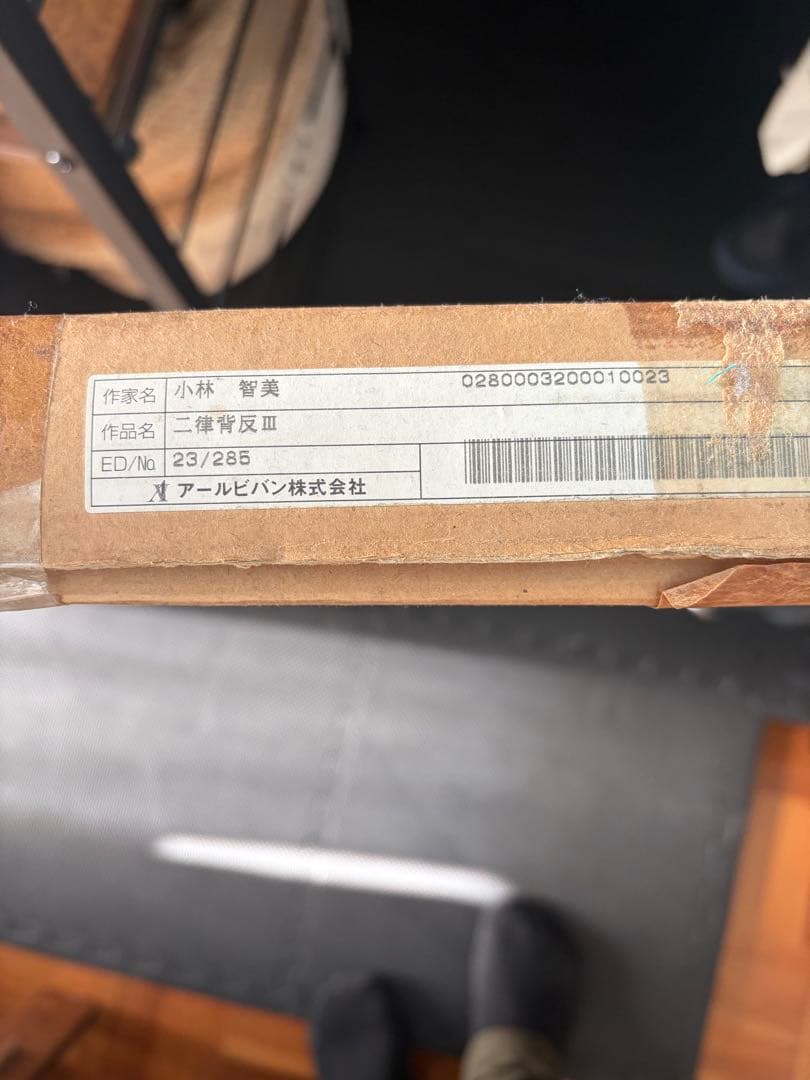 作家名 小林 智美 0280003200010023
作品名 二律背反Ⅲ
ED/No. 23/285
アールビバン株式会社